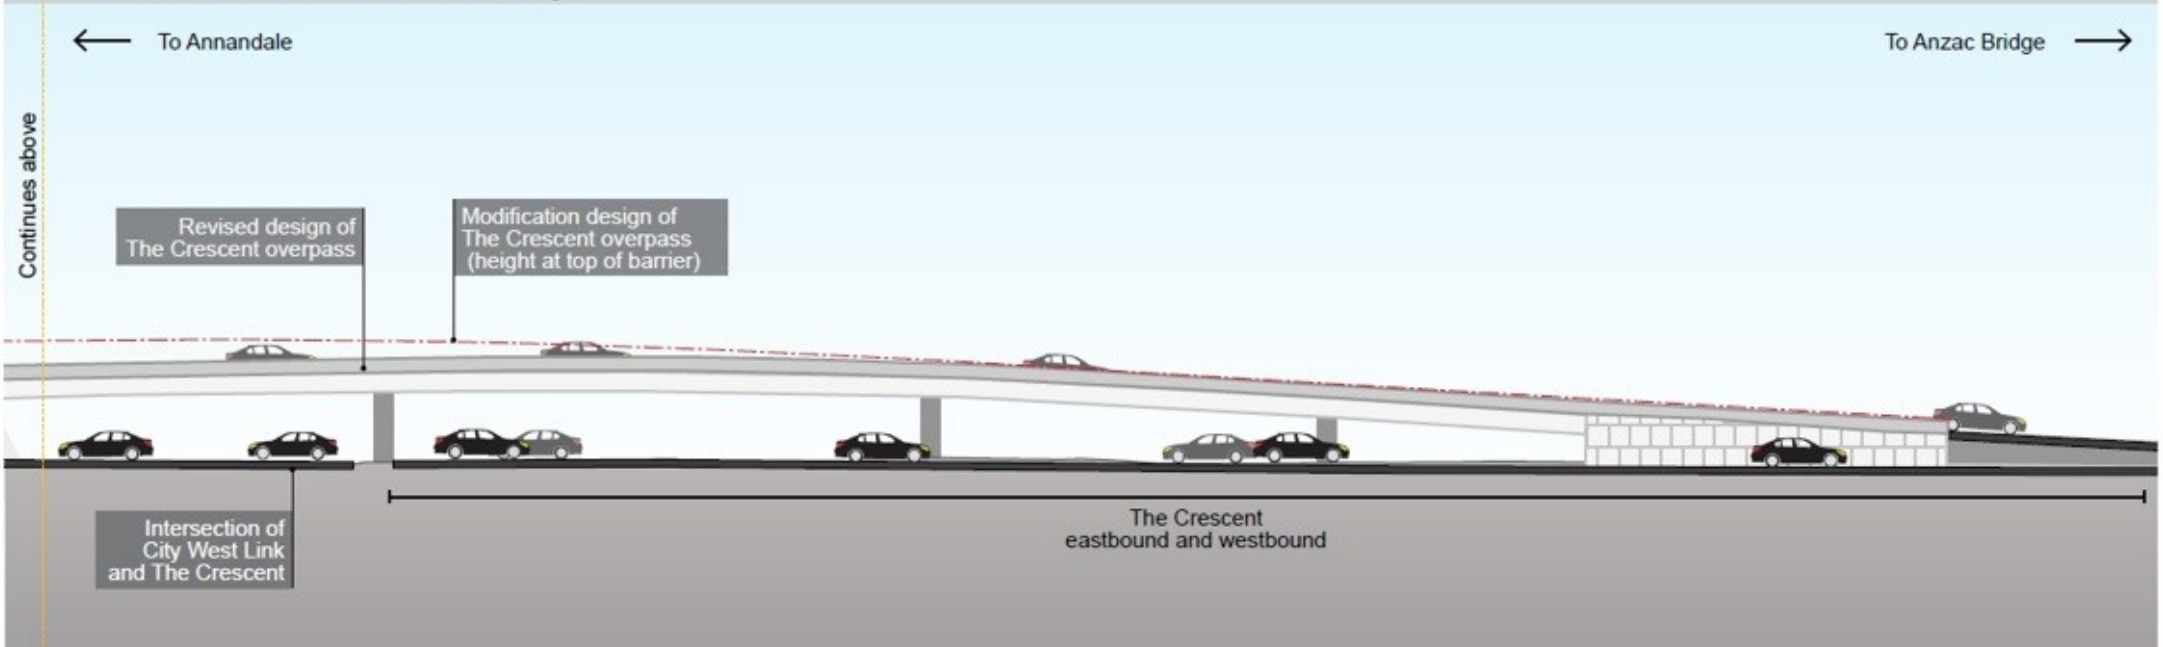 To Annandale
To Anzac Bridge
Continues above
Revised design of
The Crescent overpass
Modification design of
The Crescent overpass
(height at top of barrier)
Intersection of
City West Link
and The Crescent
The Crescent
eastbound and westbound